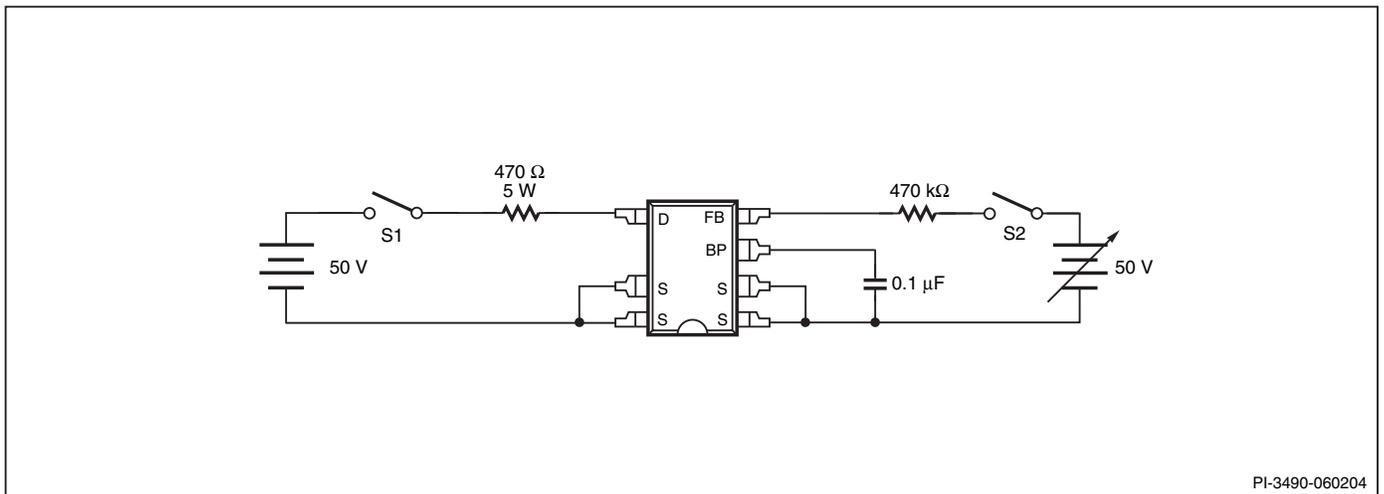 470 Ω
5 W
470 kΩ
S1
D
FB
S2
BP
50 V
50 V
S
S
0.1 μF
S
S
PI-3490-060204